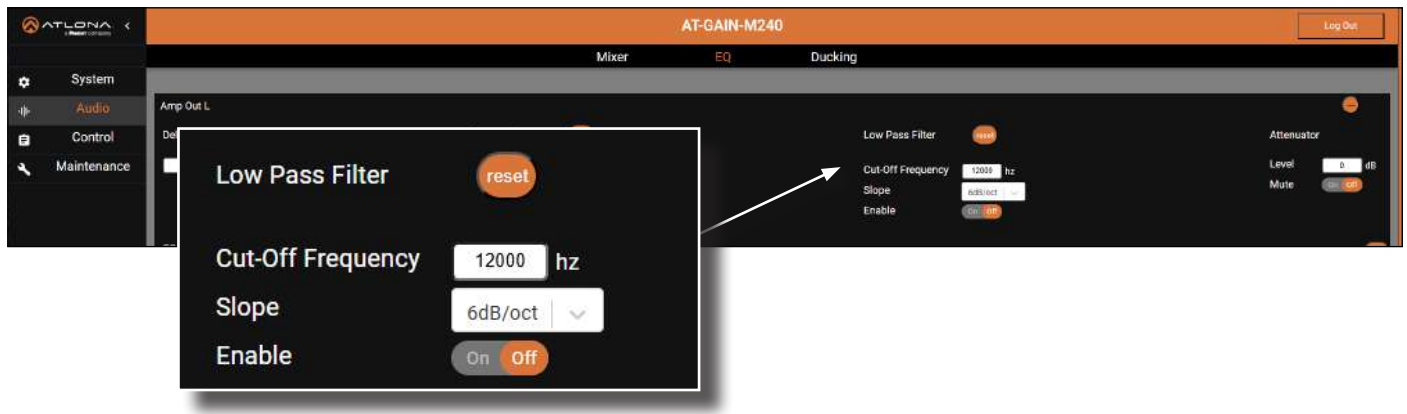 ATLONA
AT-GAIN-M240
Log Out
Mixer EQ Ducking
System
Audio
Control
Maintenance
Amp Out L
Low Pass Filter reset
Cut-Off Frequency 12000 hz
Slope 6dB/oct
Enable On Off
Attenuator
Level 0 dB
Mute On Off
Low Pass Filter reset
Cut-Off Frequency 12000 hz
Slope 6dB/oct
Enable On Off